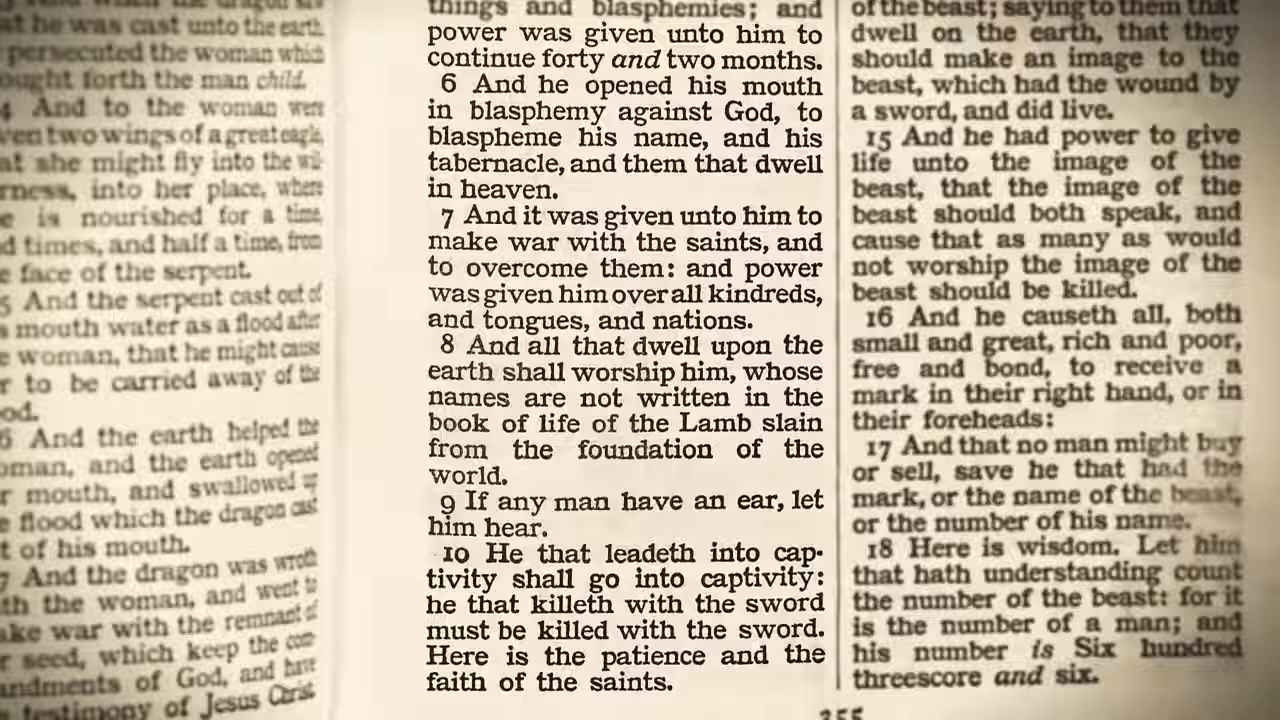 at he was cast unto the earth
persecuted the woman which
ought forth the man child.
4 And to the woman were
ven two wings of a great eagle,
at she might fly into the wil-
rness, into her place, where
e is nourished for a time,
d times, and half a time, from
e face of the serpent.
5 And the serpent cast out of
s mouth water as a flood after
e woman, that he might cause
r to be carried away of the
od.
6 And the earth helped the
oman, and the earth opened
r mouth, and swallowed up
e flood which the dragon cast
t of his mouth.
7 And the dragon was wroth
th the woman, and went to
ake war with the remnant of
r seed, which keep the com-
andments of God, and have
testimony of Jesus Christ.
things and blasphemies; and
power was given unto him to
continue forty and two months.
6 And he opened his mouth
in blasphemy against God, to
blaspheme his name, and his
tabernacle, and them that dwell
in heaven.
7 And it was given unto him to
make war with the saints, and
to overcome them: and power
was given him over all kindreds,
and tongues, and nations.
8 And all that dwell upon the
earth shall worship him, whose
names are not written in the
book of life of the Lamb slain
from the foundation of the
world.
9 If any man have an ear, let
him hear.
10 He that leadeth into cap-
tivity shall go into captivity:
he that killeth with the sword
must be killed with the sword.
Here is the patience and the
faith of the saints.
of the beast; saying to them that
dwell on the earth, that they
should make an image to the
beast, which had the wound by
a sword, and did live.
15 And he had power to give
life unto the image of the
beast, that the image of the
beast should both speak, and
cause that as many as would
not worship the image of the
beast should be killed.
16 And he causeth all, both
small and great, rich and poor,
free and bond, to receive a
mark in their right hand, or in
their foreheads:
17 And that no man might buy
or sell, save he that had the
mark, or the name of the beast,
or the number of his name.
18 Here is wisdom. Let him
that hath understanding count
the number of the beast: for it
is the number of a man; and
his number is Six hundred
threescore and six.